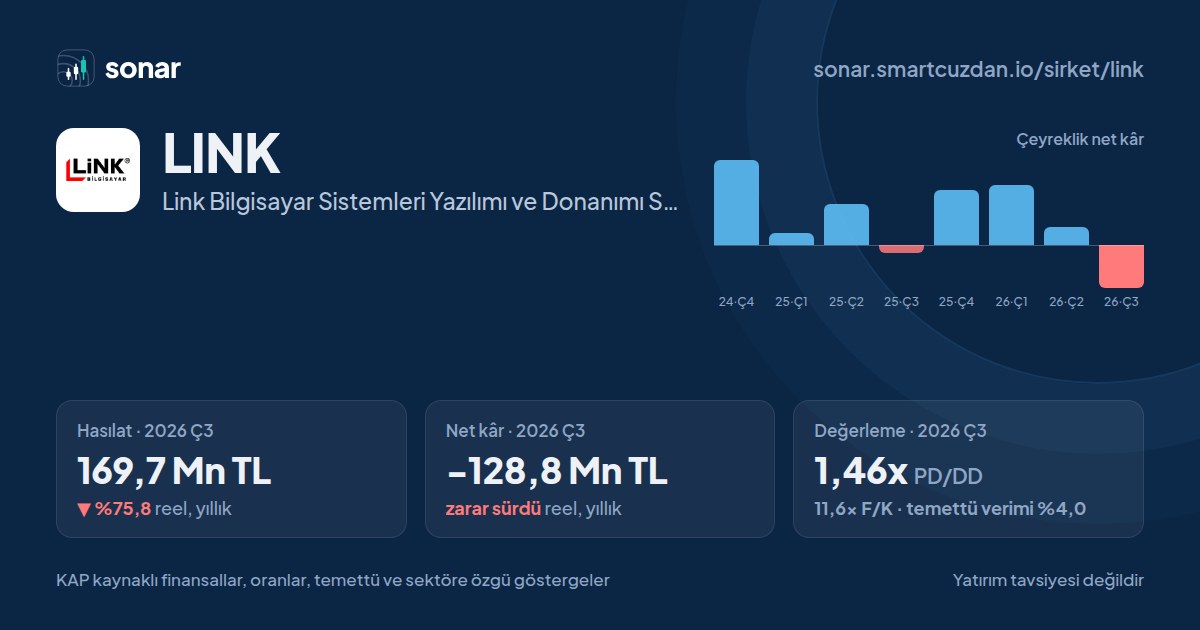 sonar
sonar.smartcuzdan.io/sirket/link
LiNK®
BİLGİSAYAR
LINK
Link Bilgisayar Sistemleri Yazılımı ve Donanımı S...
Çeyreklik net kâr
24·Ç4 25·Ç1 25·Ç2 25·Ç3 25·Ç4 26·Ç1 26·Ç2 26·Ç3
Hasılat · 2026 Ç3
169,7 Mn TL
▼ %75,8 reel, yıllık
Net kâr · 2026 Ç3
−128,8 Mn TL
zarar sürdü reel, yıllık
Değerleme · 2026 Ç3
1,46x PD/DD
11,6x F/K · temettü verimi %4,0
KAP kaynaklı finansallar, oranlar, temettü ve sektöre özgü göstergeler
Yatırım tavsiyesi değildir